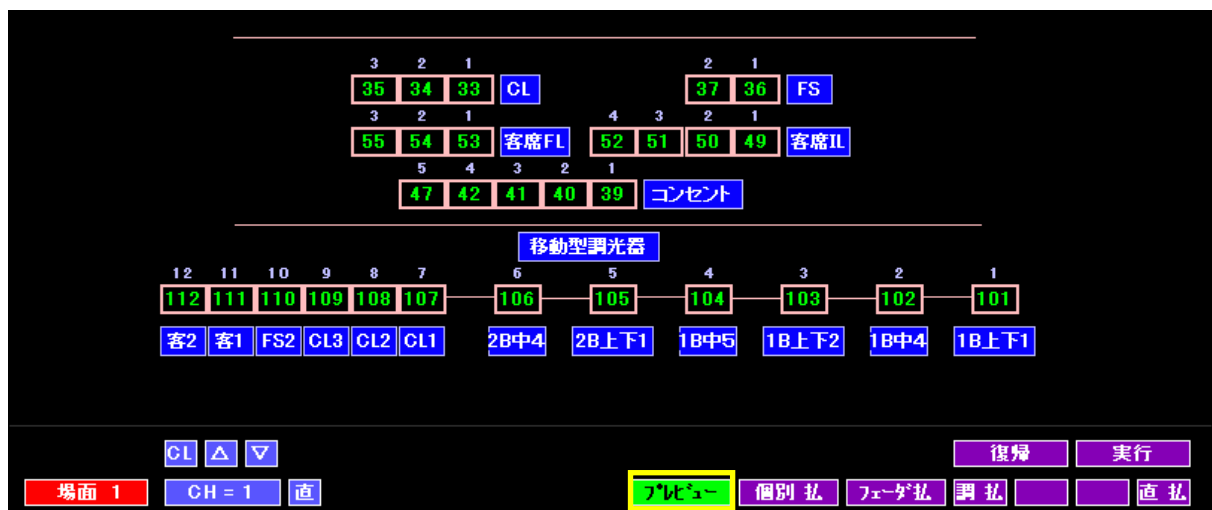 3 2 1 2 1
35 34 33 CL 37 36 FS
3 2 1 4 3 2 1
55 54 53 客席FL 52 51 50 49 客席IL
5 4 3 2 1
47 42 41 40 39 コンセント
移動型調光器
12 11 10 9 8 7 6 5 4 3 2 1
112 111 110 109 108 107 106 105 104 103 102 101
客2 客1 FS2 CL3 CL2 CL1 2B中4 2B上下1 1B中5 1B上下2 1B中4 1B上下1
CL △ ▽ 復帰 実行
場面 1 CH = 1 直 プレビュー 個別 払 フェーダ払 調 払 直 払